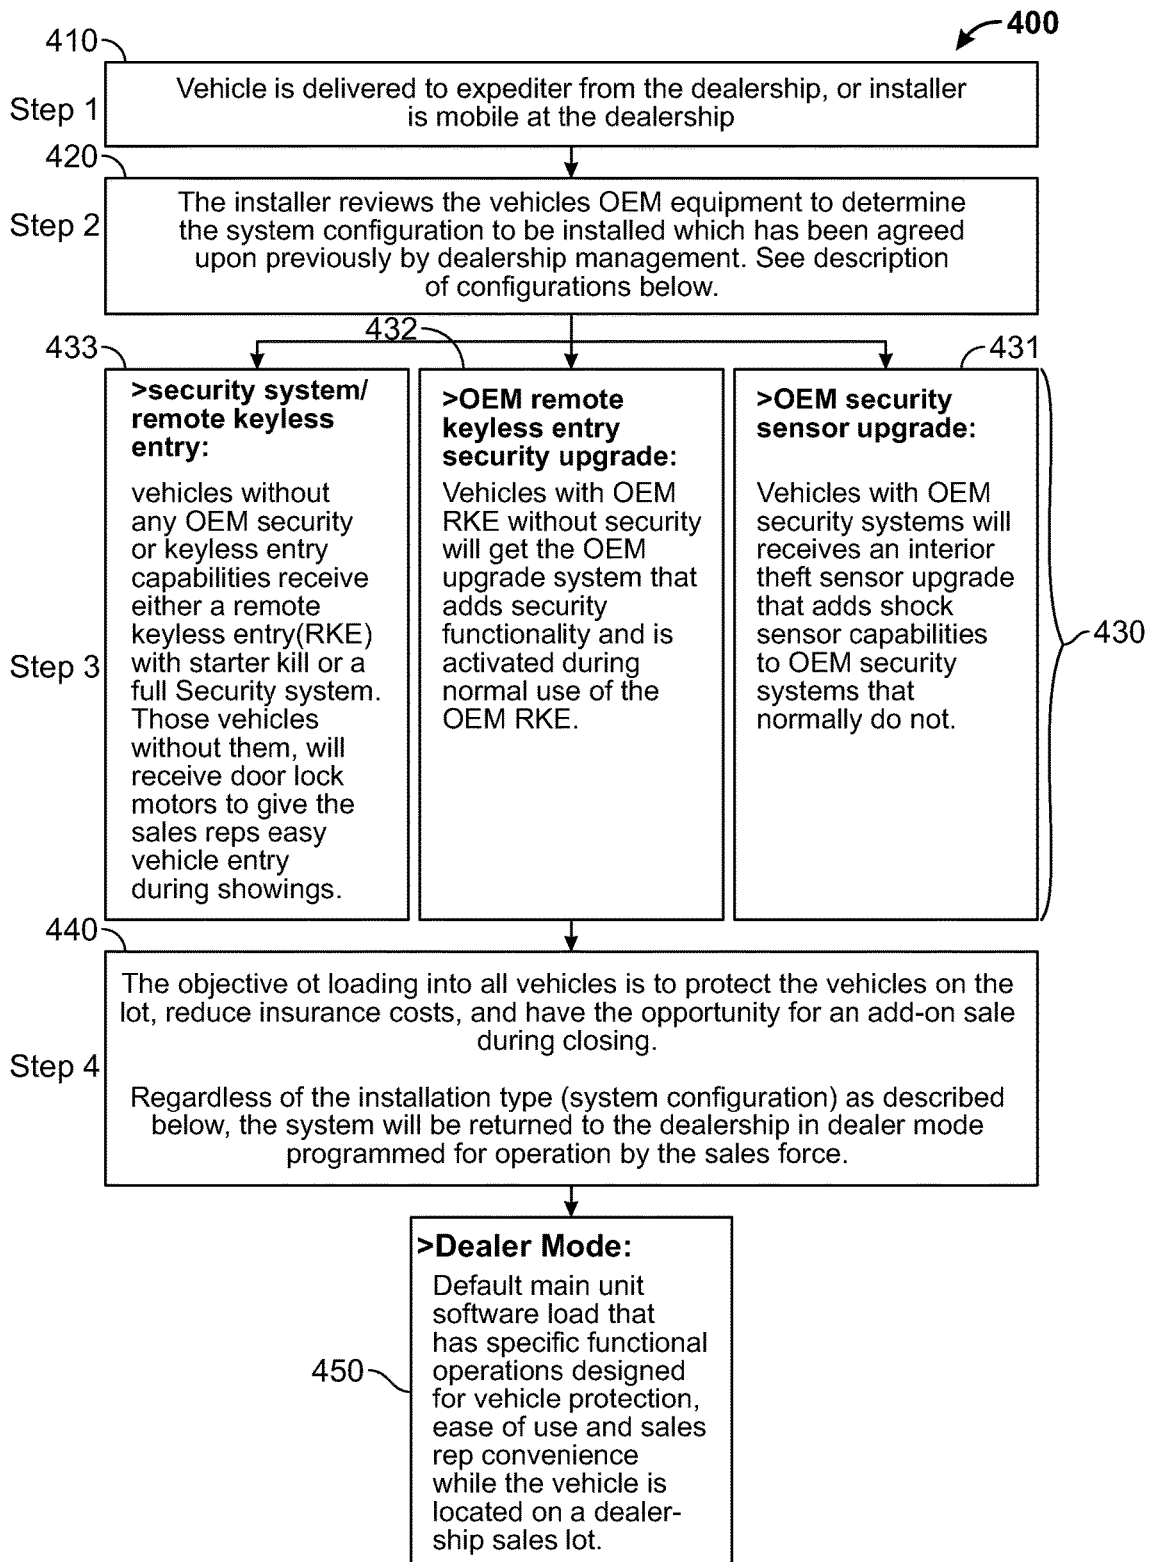 400
410
Step 1
Vehicle is delivered to expediter from the dealership, or installer
is mobile at the dealership
420
Step 2
The installer reviews the vehicles OEM equipment to determine
the system configuration to be installed which has been agreed
upon previously by dealership management. See description
of configurations below.
433
432
431
Step 3
>security system/
remote keyless
entry:
vehicles without
any OEM security
or keyless entry
capabilities receive
either a remote
keyless entry(RKE)
with starter kill or a
full Security system.
Those vehicles
without them, will
receive door lock
motors to give the
sales reps easy
vehicle entry
during showings.
>OEM remote
keyless entry
security upgrade:
Vehicles with OEM
RKE without security
will get the OEM
upgrade system that
adds security
functionality and is
activated during
normal use of the
OEM RKE.
>OEM security
sensor upgrade:
Vehicles with OEM
security systems will
receives an interior
theft sensor upgrade
that adds shock
sensor capabilities
to OEM security
systems that
normally do not.
430
440
Step 4
The objective ot loading into all vehicles is to protect the vehicles on the
lot, reduce insurance costs, and have the opportunity for an add-on sale
during closing.
Regardless of the installation type (system configuration) as described
below, the system will be returned to the dealership in dealer mode
programmed for operation by the sales force.
450
>Dealer Mode:
Default main unit
software load that
has specific functional
operations designed
for vehicle protection,
ease of use and sales
rep convenience
while the vehicle is
located on a dealer-
ship sales lot.